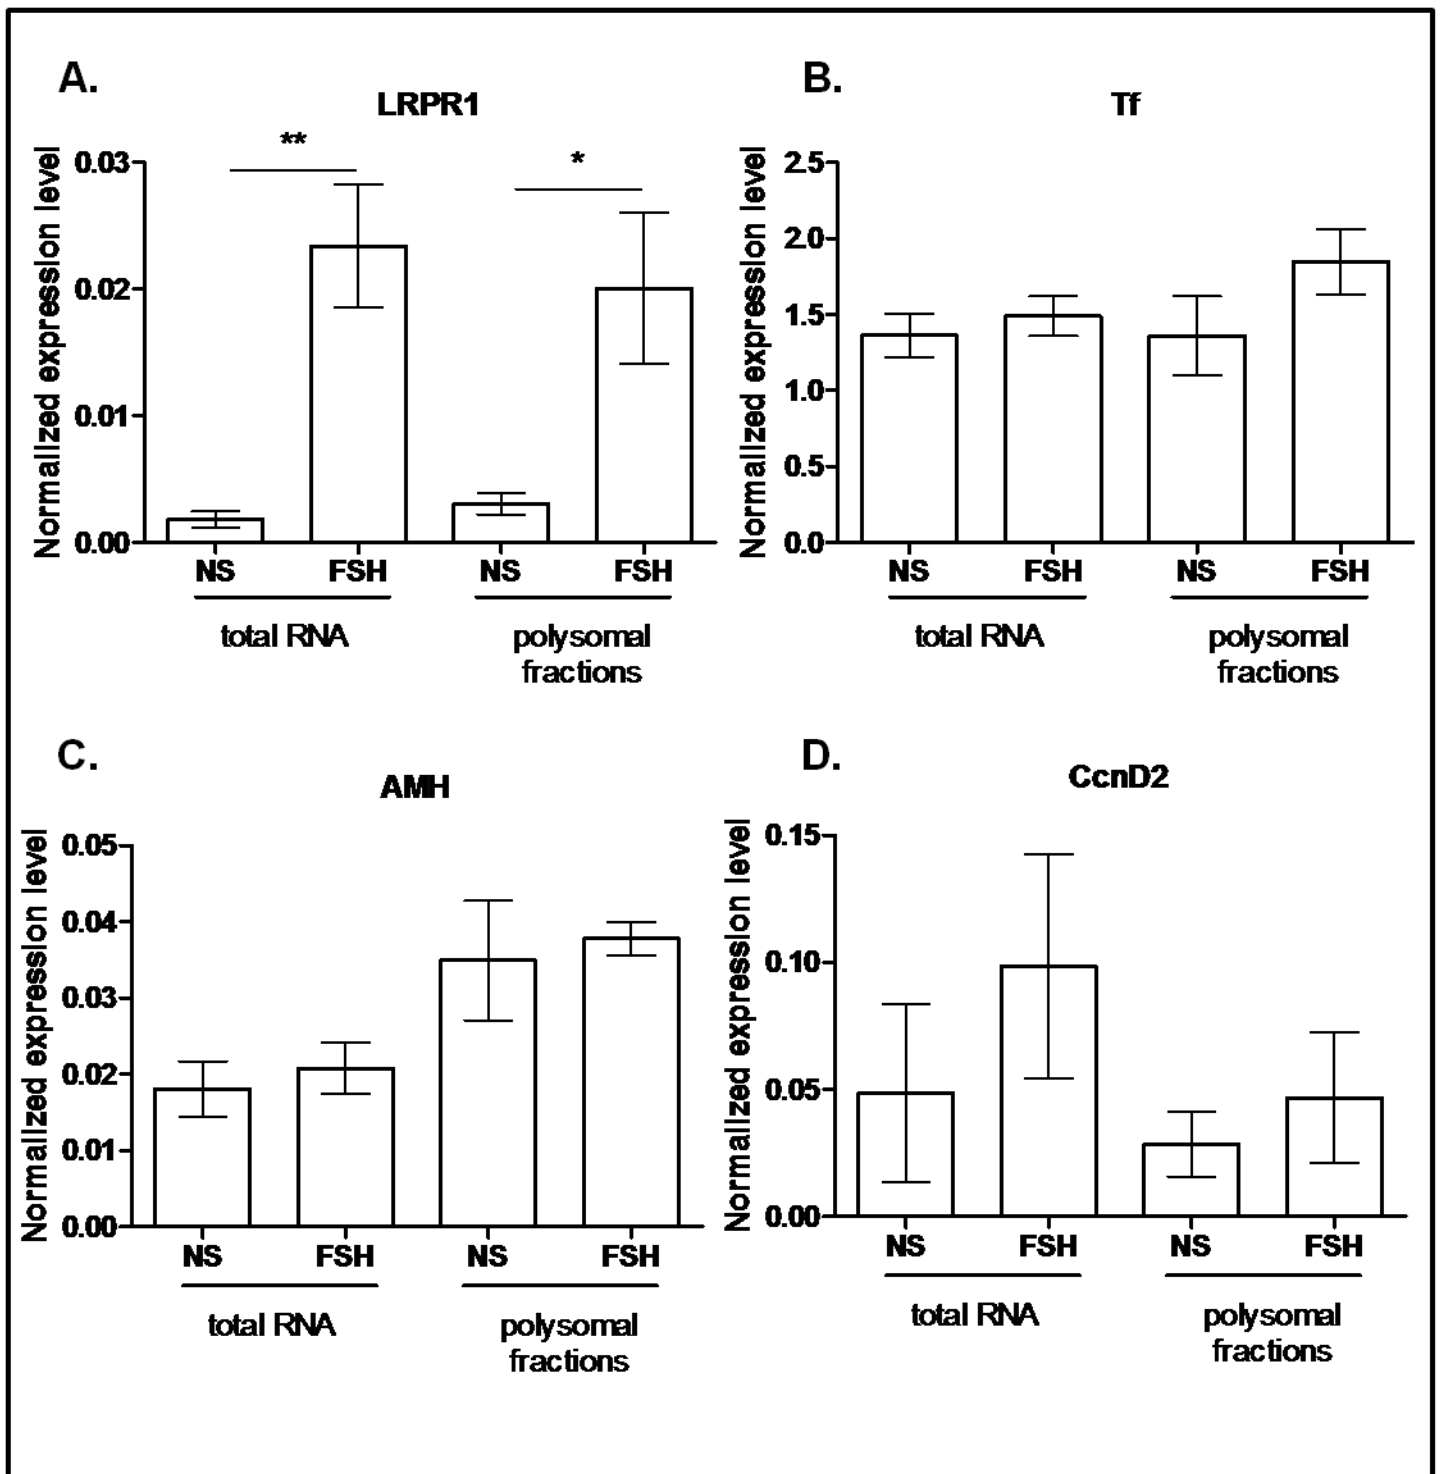 A.
LRPR1
**
*
Normalized expression level
0.03
0.02
0.01
0.00
NS FSH NS FSH
total RNA
polysomal
fractions
B.
Tf
Normalized expression level
2.5
2.0
1.5
1.0
0.5
0.0
NS FSH NS FSH
total RNA
polysomal
fractions
C.
AMH
Normalized expression level
0.05
0.04
0.03
0.02
0.01
0.00
NS FSH NS FSH
total RNA
polysomal
fractions
D.
CcnD2
Normalized expression level
0.15
0.10
0.05
0.00
NS FSH NS FSH
total RNA
polysomal
fractions